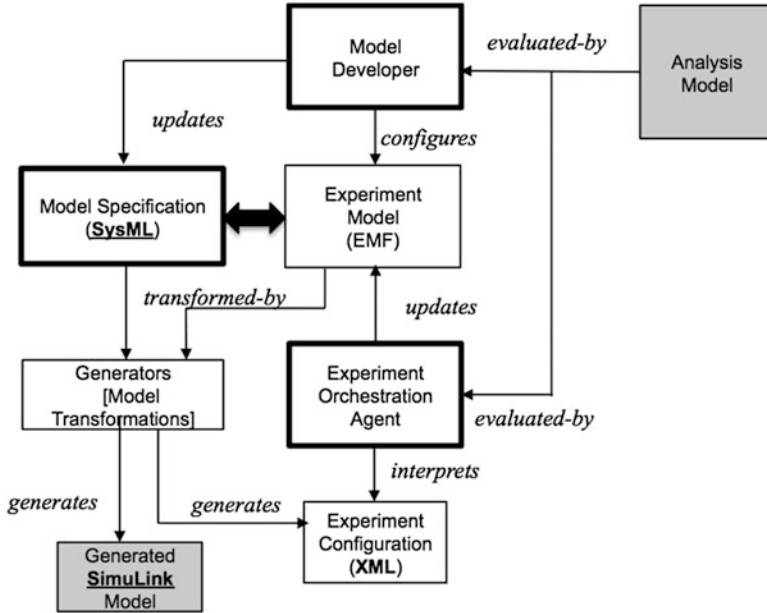 Model
Developer
evaluated-by
Analysis
Model
updates
configures
Model Specification
(SysML)
Experiment
Model
(EMF)
transformed-by
updates
Generators
[Model
Transformations]
Experiment
Orchestration
Agent
evaluated-by
interprets
generates
generates
Generated
SimuLink
Model
Experiment
Configuration
(XML)